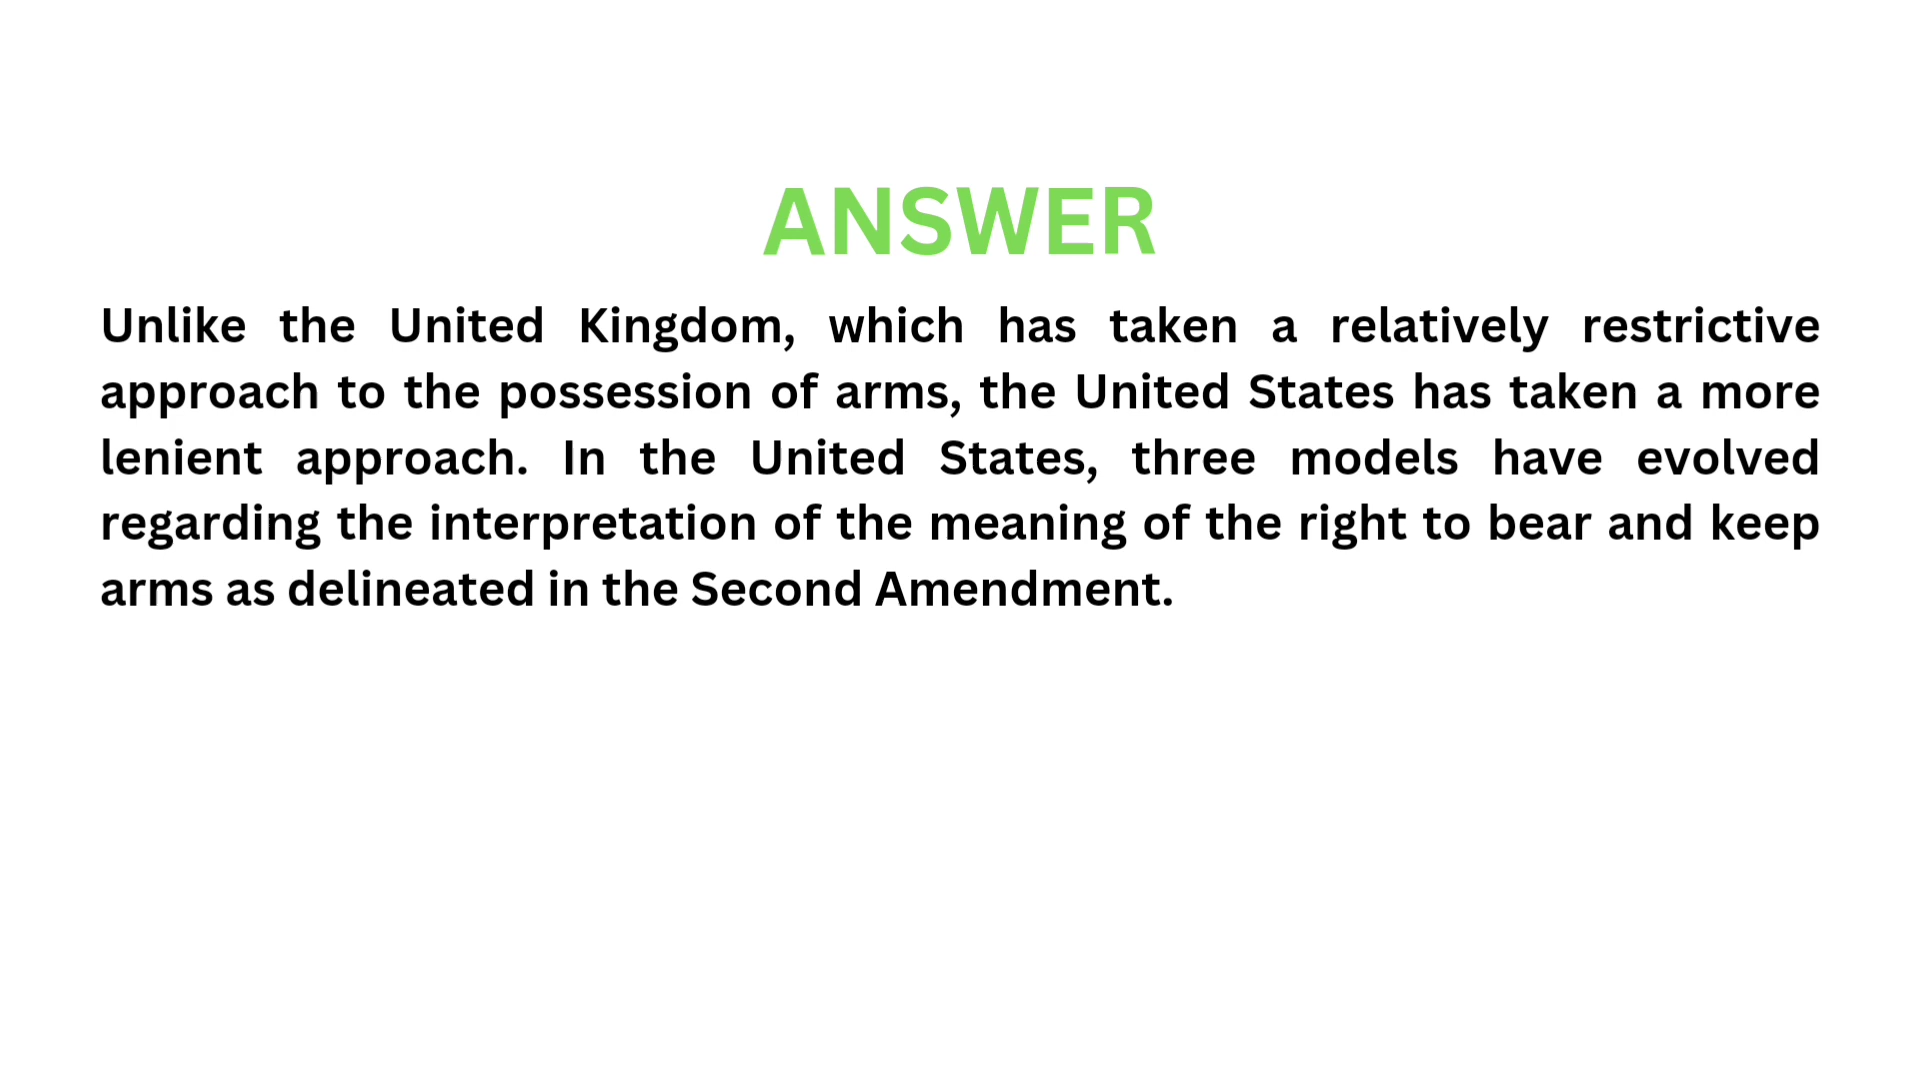 ANSWER
Unlike the United Kingdom, which has taken a relatively restrictive
approach to the possession of arms, the United States has taken a more
lenient approach. In the United States, three models have evolved
regarding the interpretation of the meaning of the right to bear and keep
arms as delineated in the Second Amendment.